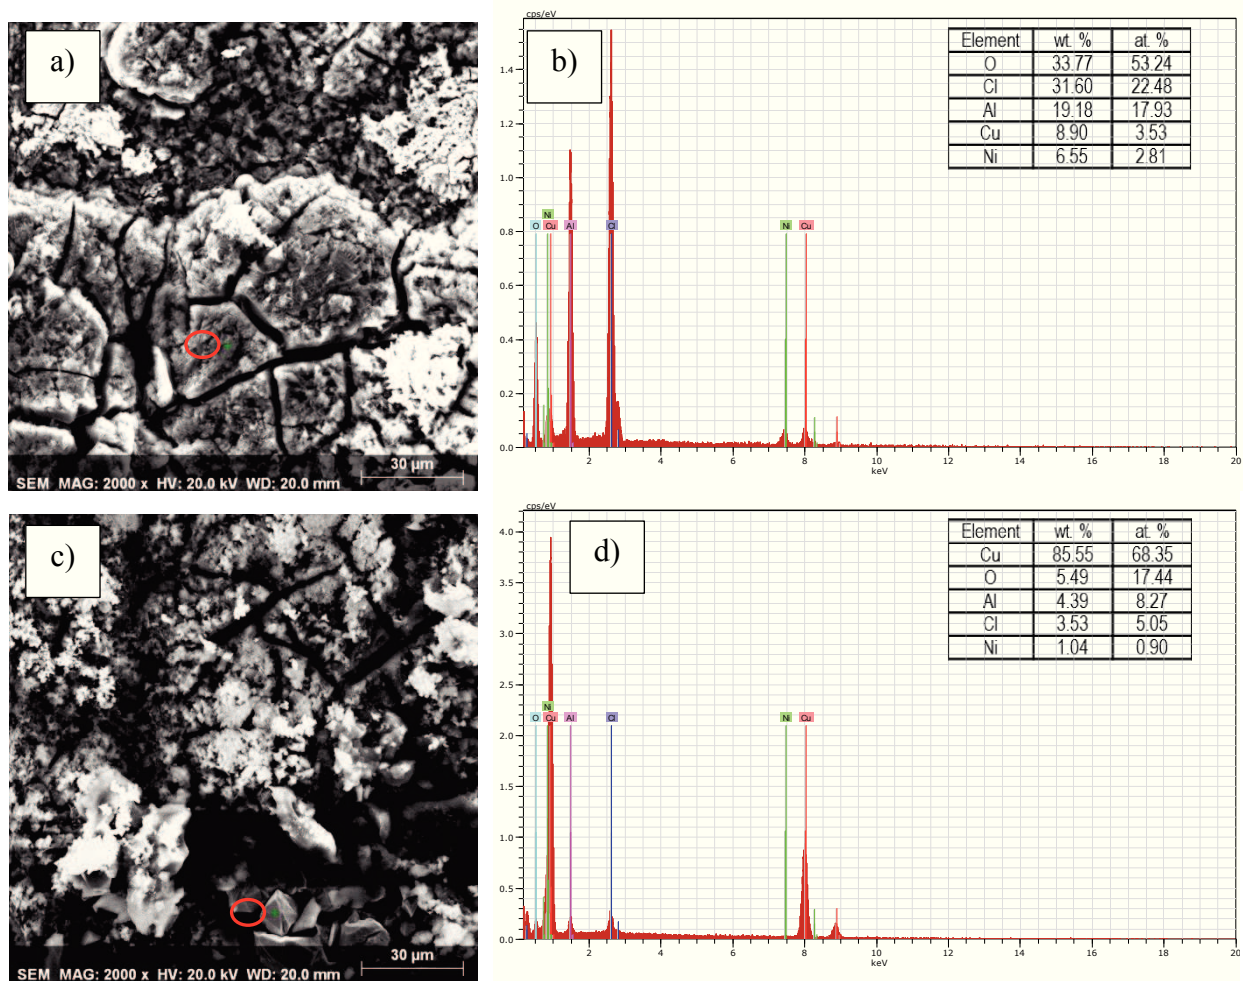 a)
30 µm
SEM MAG: 2000 x HV: 20.0 kV WD: 20.0 mm
b)
cps/eV
Element wt. % at. %
O 33.77 53.24
Cl 31.60 22.48
Al 19.18 17.93
Cu 8.90 3.53
Ni 6.55 2.81
1.4
1.2
1.0
0.8
0.6
0.4
0.2
0.0
Ni
O Cu Al Cl Ni Cu
2 4 6 8 10 12 14 16 18 20
keV
c)
30 µm
SEM MAG: 2000 x HV: 20.0 kV WD: 20.0 mm
d)
cps/eV
Element wt. % at. %
Cu 85.55 68.35
O 5.49 17.44
Al 4.39 8.27
Cl 3.53 5.05
Ni 1.04 0.90
4.0
3.5
3.0
2.5
2.0
1.5
1.0
0.5
0.0
Ni
O Cu Al Cl Ni Cu
2 4 6 8 10 12 14 16 18 20
keV